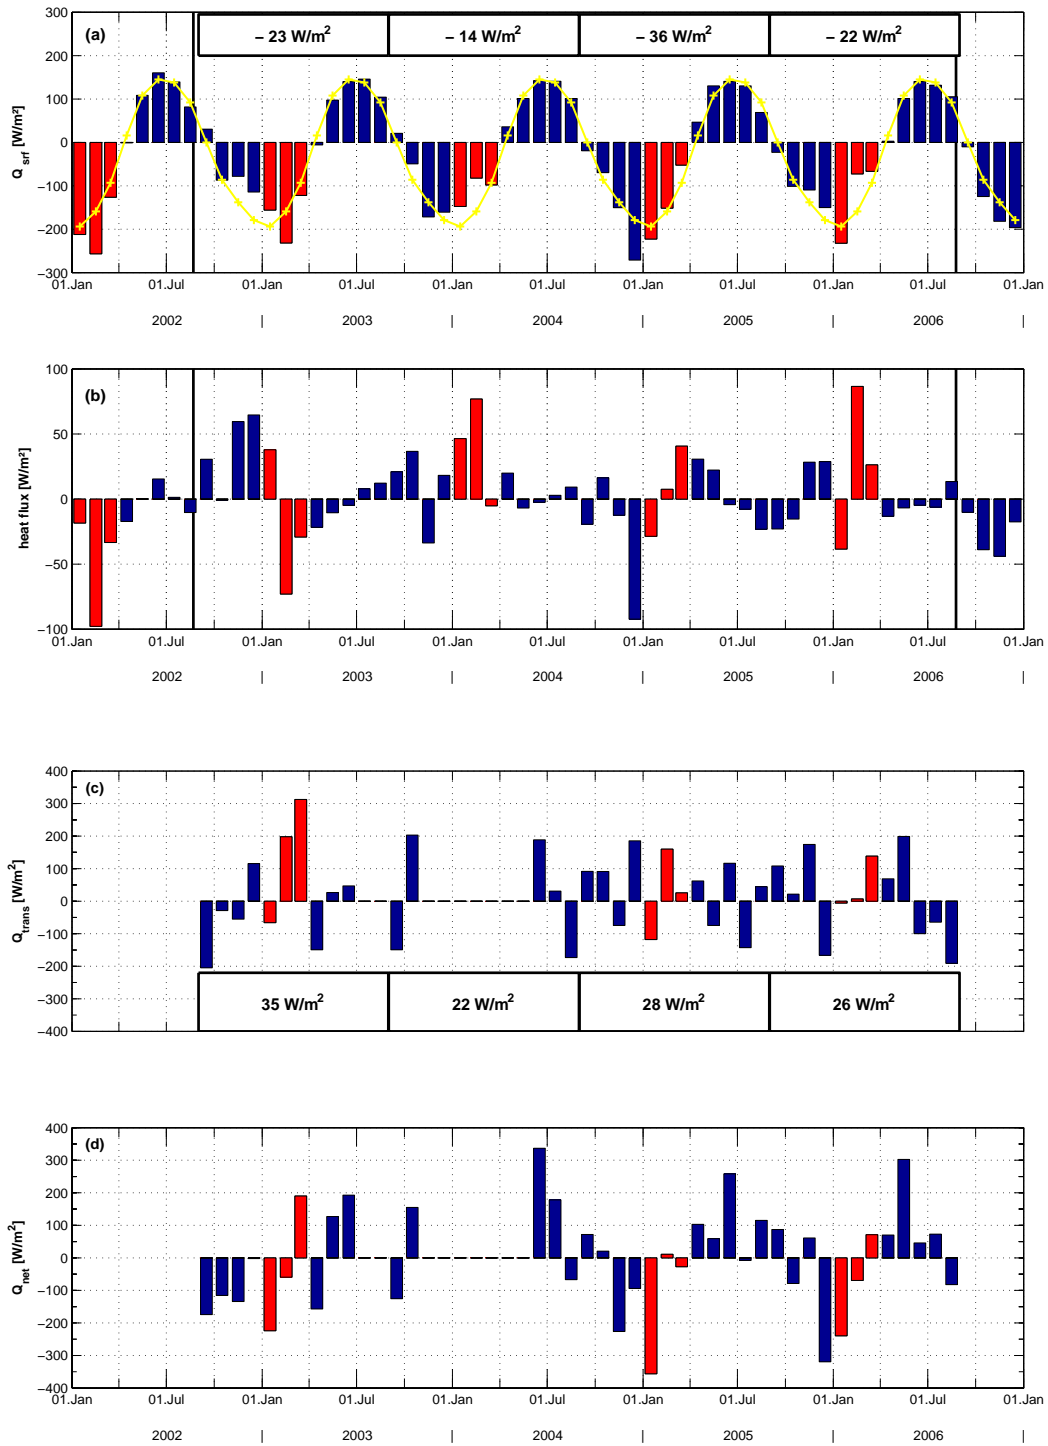 300
(a)
– 23 W/m²
– 14 W/m²
– 36 W/m²
– 22 W/m²
200
100
0
−100
−200
−300
Q srf [W/m²]
01.Jan 01.Jul 01.Jan 01.Jul 01.Jan 01.Jul 01.Jan 01.Jul 01.Jan 01.Jul 01.Jan
2002 | 2003 | 2004 | 2005 | 2006 |
100
(b)
50
0
−50
−100
heat flux [W/m²]
01.Jan 01.Jul 01.Jan 01.Jul 01.Jan 01.Jul 01.Jan 01.Jul 01.Jan 01.Jul 01.Jan
2002 | 2003 | 2004 | 2005 | 2006 |
400
(c)
300
200
100
0
−100
−200
−300
−400
Qtrans [W/m²]
35 W/m²
22 W/m²
28 W/m²
26 W/m²
400
(d)
300
200
100
0
−100
−200
−300
−400
Qnet [W/m²]
01.Jan 01.Jul 01.Jan 01.Jul 01.Jan 01.Jul 01.Jan 01.Jul 01.Jan 01.Jul 01.Jan
2002 | 2003 | 2004 | 2005 | 2006 |